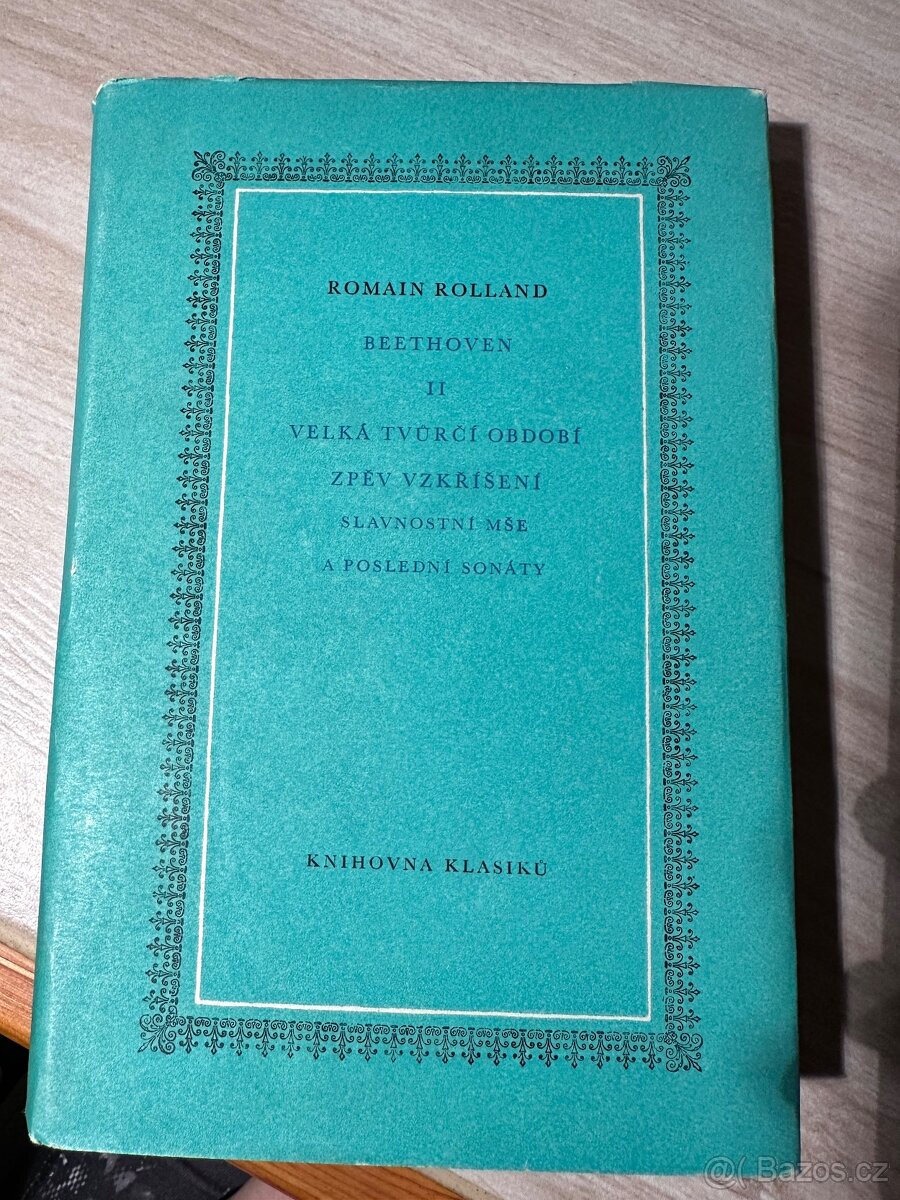 ROMAIN ROLLAND
BEETHOVEN
II
VELKÁ TVŮRČÍ OBDOBÍ
ZPĚV VZKŘÍŠENÍ
SLAVNOSTNÍ MŠE
A POSLEDNÍ SONÁTY
KNIHOVNA KLASIKŮ
@( Bazos.cz